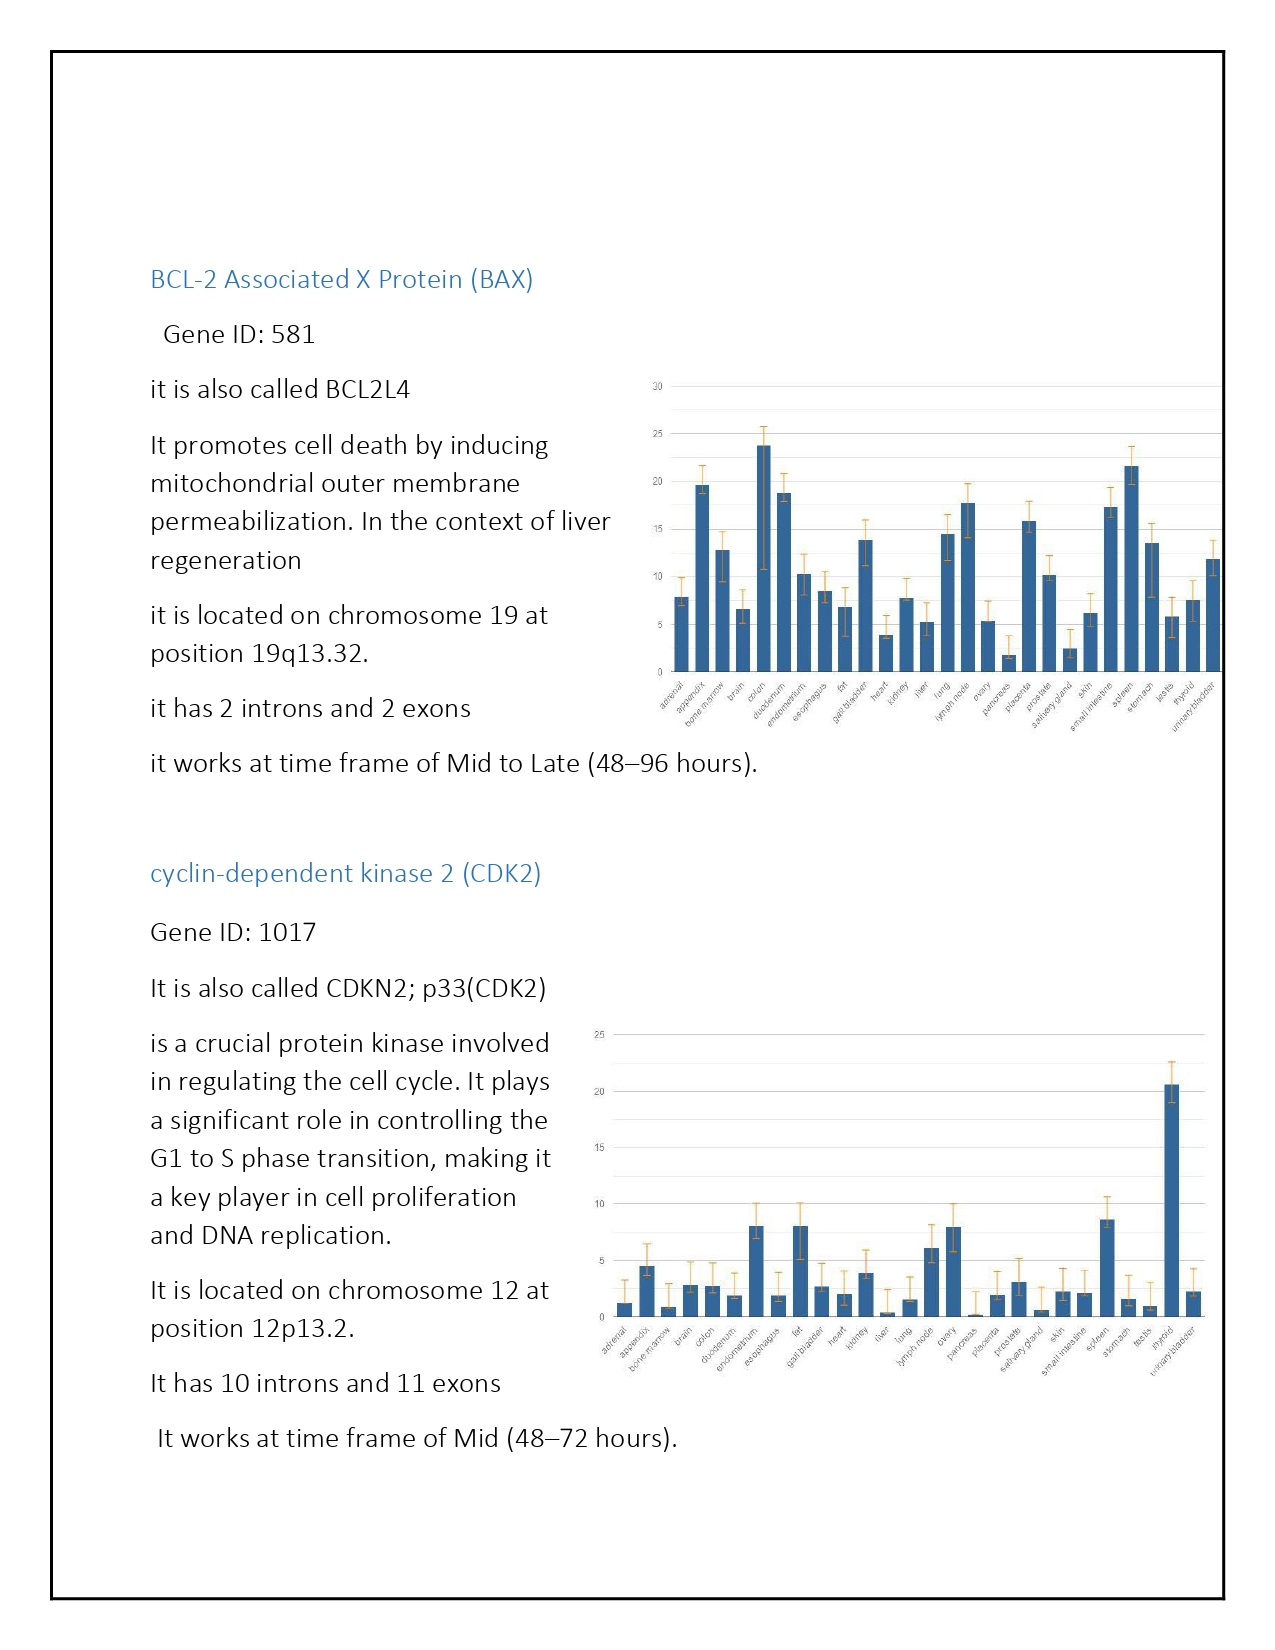 BCL-2 Associated X Protein (BAX)
Gene ID: 581
it is also called BCL2L4
It promotes cell death by inducing
mitochondrial outer membrane
permeabilization. In the context of liver
regeneration
it is located on chromosome 19 at
position 19q13.32.
it has 2 introns and 2 exons
30
25
20
15
10
5
0
adrenal
appendix
bone marrow
brain
colon
duodenum
endometrium
esophagus
fat
gall bladder
heart
kidney
liver
lung
lymph node
ovary
pancreas
placenta
prostate
salivary gland
skin
small intestine
spleen
stomach
testis
thyroid
urinary bladder
it works at time frame of Mid to Late (48–96 hours).
cyclin-dependent kinase 2 (CDK2)
Gene ID: 1017
It is also called CDKN2; p33(CDK2)
is a crucial protein kinase involved
in regulating the cell cycle. It plays
a significant role in controlling the
G1 to S phase transition, making it
a key player in cell proliferation
and DNA replication.
It is located on chromosome 12 at
position 12p13.2.
It has 10 introns and 11 exons
25
20
15
10
5
0
adrenal
appendix
bone marrow
brain
colon
duodenum
endometrium
esophagus
fat
gall bladder
heart
kidney
liver
lung
lymph node
ovary
pancreas
placenta
prostate
salivary gland
skin
small intestine
spleen
stomach
testis
thyroid
urinary bladder
It works at time frame of Mid (48–72 hours).